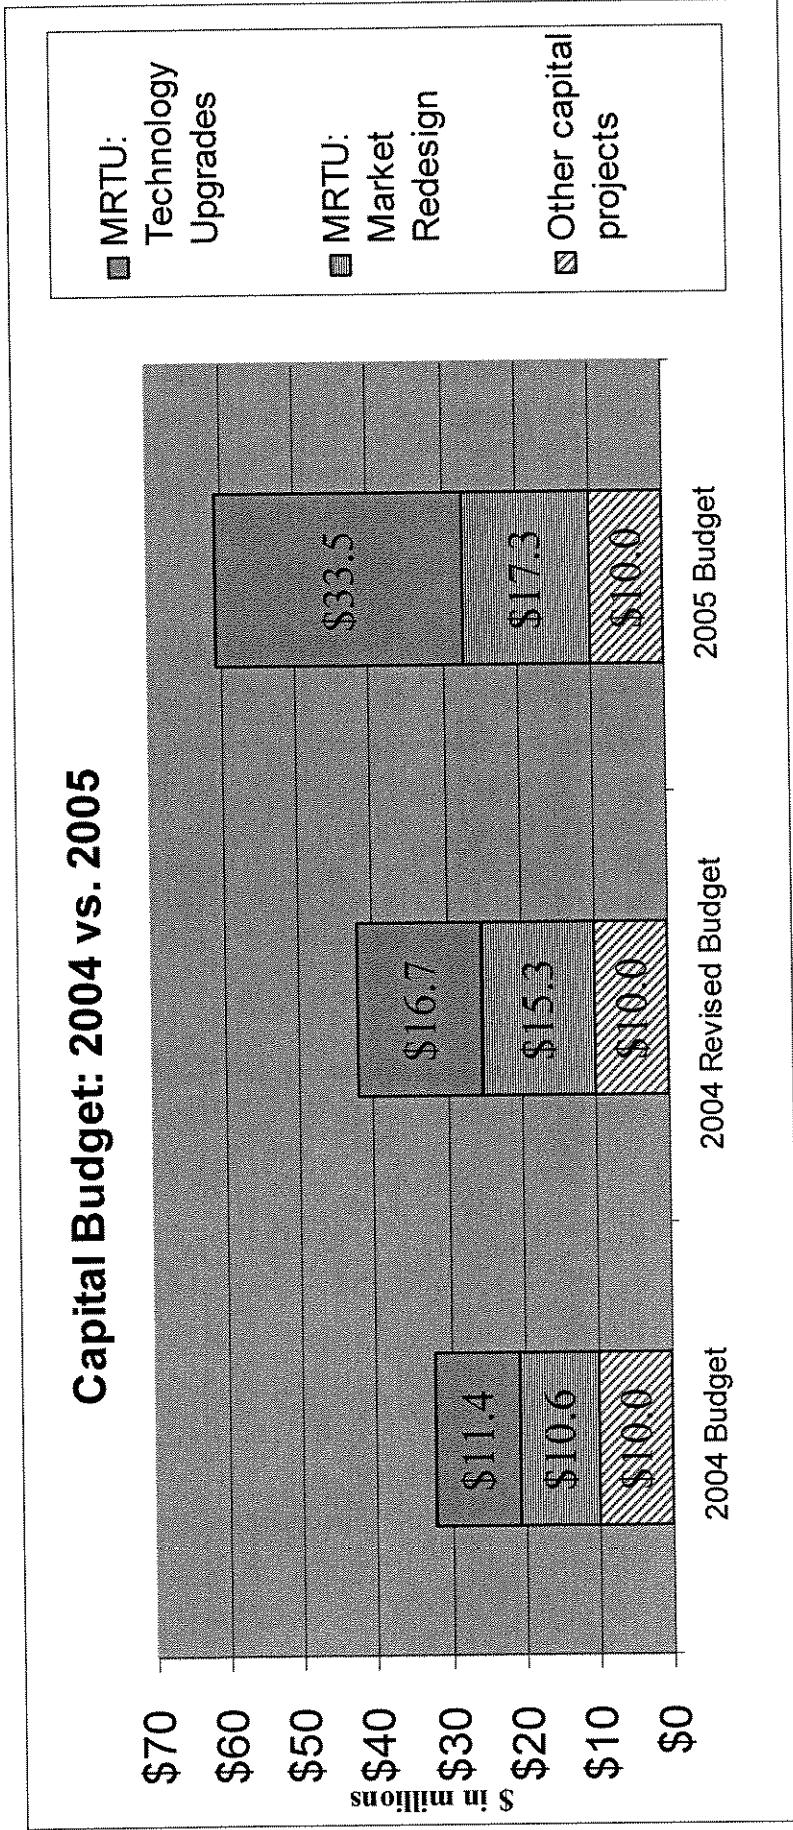 Capital Budget: 2004 vs. 2005
$70
$60
$50
$40
$30
$20
$10
$0
$ in millions
$11.4
$10.6
$10.0
$16.7
$15.3
$10.0
$33.5
$17.3
$10.0
2004 Budget
2004 Revised Budget
2005 Budget
MRTU:
Technology
Upgrades
MRTU:
Market
Redesign
Other capital
projects